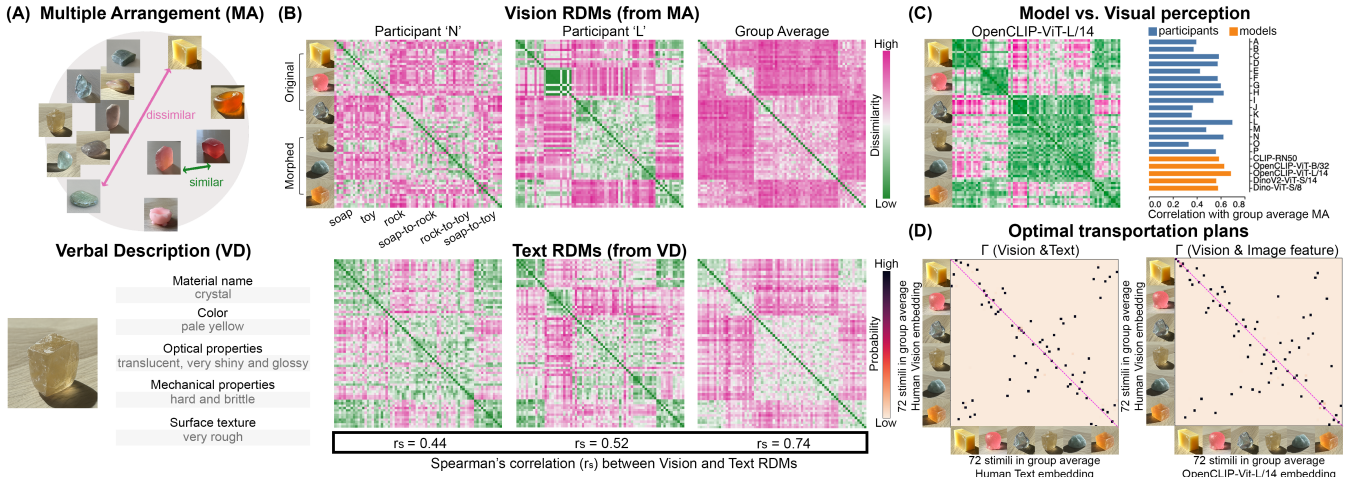 (A) Multiple Arrangement (MA)
dissimilar
similar
Verbal Description (VD)
Material name
crystal
Color
pale yellow
Optical properties
translucent, very shiny and glossy
Mechanical properties
hard and brittle
Surface texture
very rough
(B) Vision RDMs (from MA)
Participant ‘N’ Participant ‘L’ Group Average
Original
Morphed
soap toy rock soap-to-rock rock-to-toy soap-to-toy
High
Dissimilarity
Low
Text RDMs (from VD)
High
Probability
Low
rs = 0.44 rs = 0.52 rs = 0.74
Spearman's correlation (rs) between Vision and Text RDMs
(C) Model vs. Visual perception
OpenCLIP-ViT-L/14
participants models
A
B
C
D
E
F
G
H
I
J
K
L
M
N
O
P
CLIP-RN50
OpenCLIP-ViT-B/32
OpenCLIP-ViT-L/14
DinoV2-ViT-S/14
Dino-ViT-S/8
0.0 0.2 0.4 0.6 0.8
Correlation with group average MA
(D) Optimal transportation plans
Γ (Vision &Text)
72 stimili in group average
Human Vision embedding
72 stimili in group average
Human Text embedding
Γ (Vision & Image feature)
72 stimili in group average
Human Vision embedding
72 stimili in group average
OpenCLIP-Vit-L/14 embedding